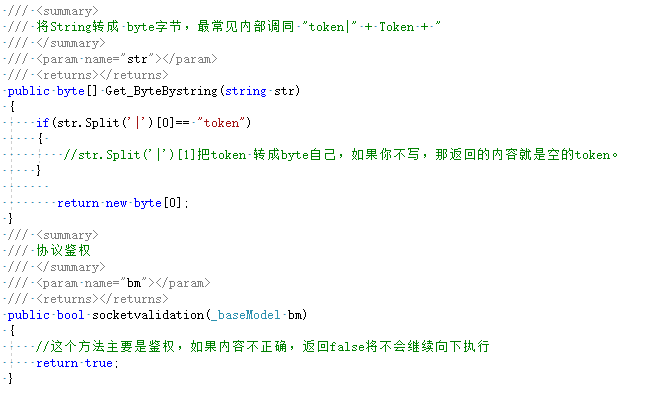 /// <summary>
/// 将String转成 byte字节，最常见内部调同 "token|" + Token + "
/// </summary>
/// <param name="str"></param>
/// <returns></returns>
public byte[] Get_ByteBystring(string str)
{
if(str.Split('|')[0]== "token")
{
//str.Split('|')[1]把token 转成byte自己，如果你不写，那返回的内容就是空的token。
}
return new byte[0];
}
/// <summary>
/// 协议鉴权
/// </summary>
/// <param name="bm"></param>
/// <returns></returns>
public bool socketvalidation(_baseModel bm)
{
//这个方法主要是鉴权，如果内容不正确，返回false将不会继续向下执行
return true;
}